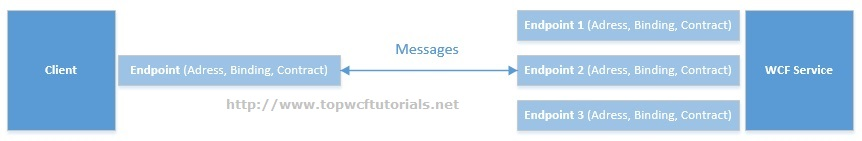 Client
Endpoint (Adress, Binding, Contract)
Messages
http://www.topwcftutorials.net
Endpoint 1 (Adress, Binding, Contract)
Endpoint 2 (Adress, Binding, Contract)
Endpoint 3 (Adress, Binding, Contract)
WCF Service